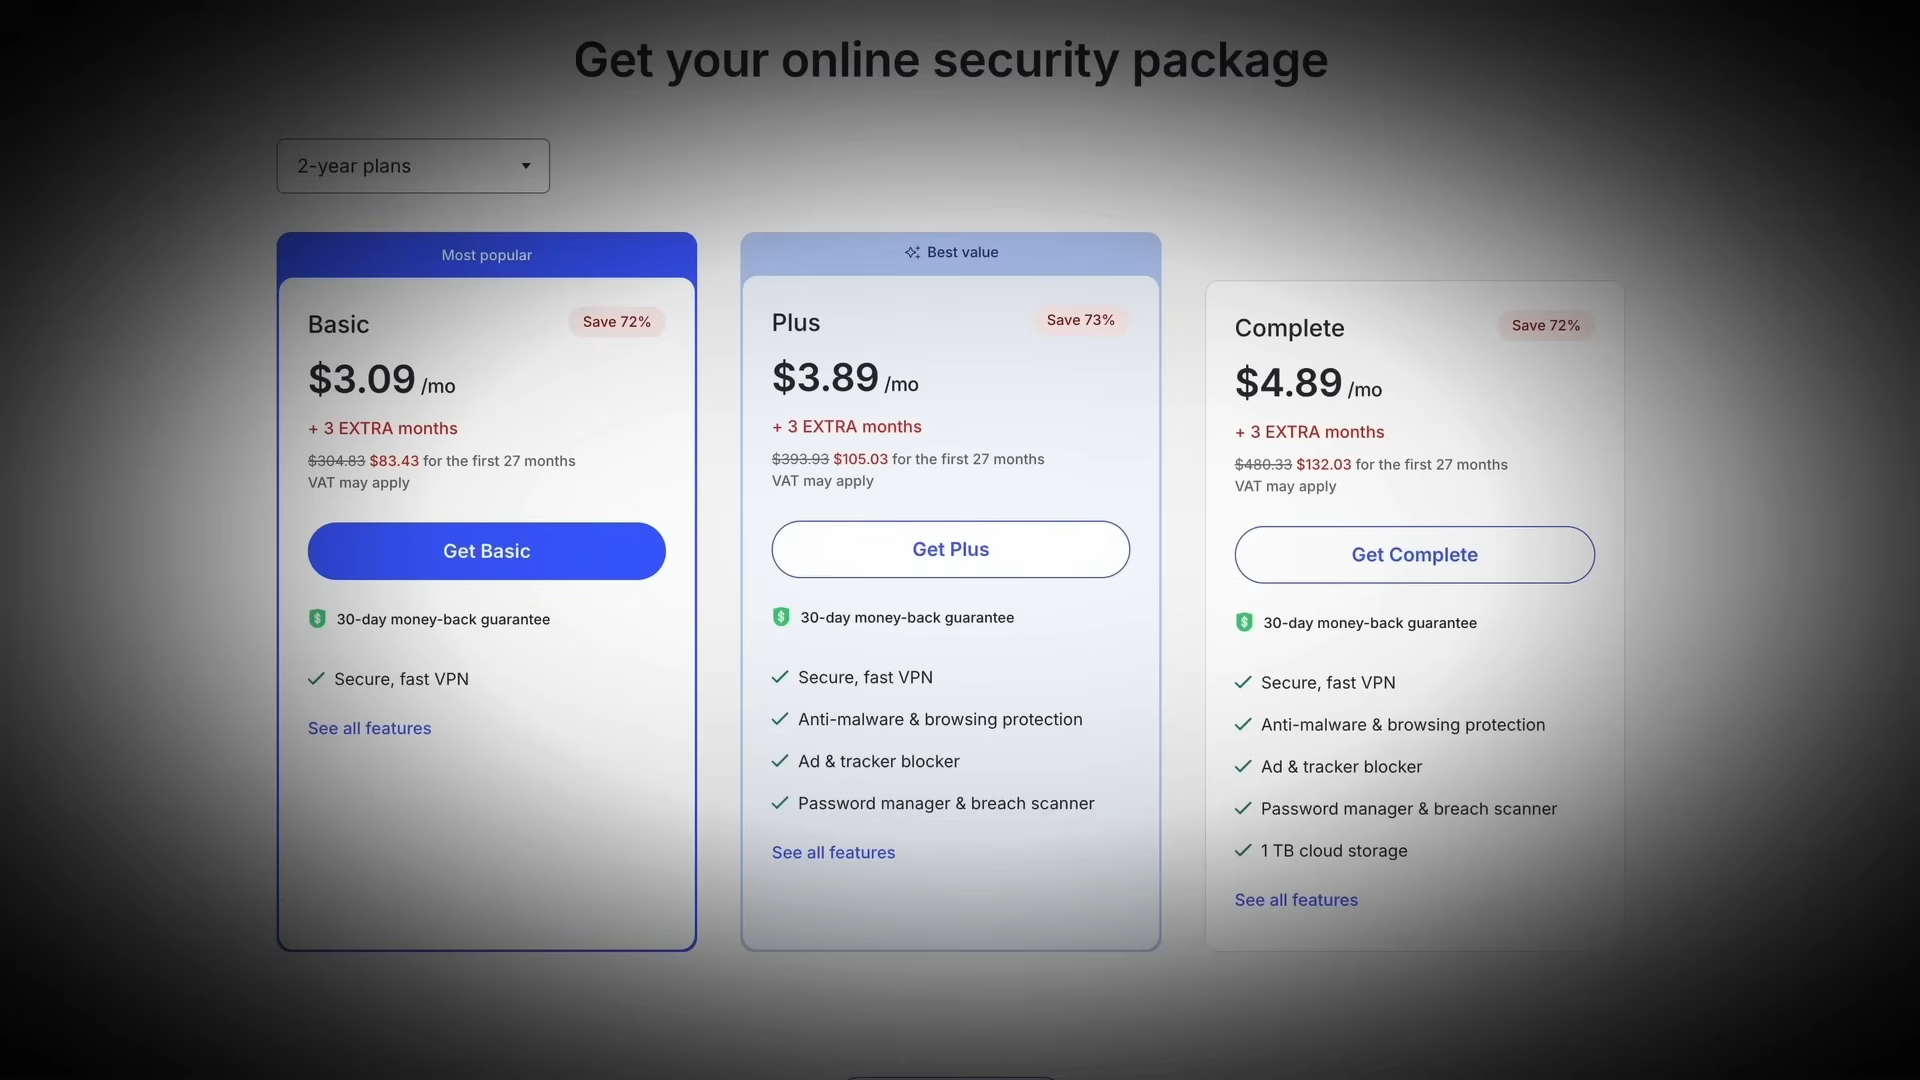 Get your online security package
2-year plans
Most popular
Basic
Save 72%
$3.09 /mo
+ 3 EXTRA months
$304.83 $83.43 for the first 27 months
VAT may apply
Get Basic
30-day money-back guarantee
Secure, fast VPN
See all features
Best value
Plus
Save 73%
$3.89 /mo
+ 3 EXTRA months
$393.93 $105.03 for the first 27 months
VAT may apply
Get Plus
30-day money-back guarantee
Secure, fast VPN
Anti-malware & browsing protection
Ad & tracker blocker
Password manager & breach scanner
See all features
Complete
Save 72%
$4.89 /mo
+ 3 EXTRA months
$480.33 $132.03 for the first 27 months
VAT may apply
Get Complete
30-day money-back guarantee
Secure, fast VPN
Anti-malware & browsing protection
Ad & tracker blocker
Password manager & breach scanner
1 TB cloud storage
See all features